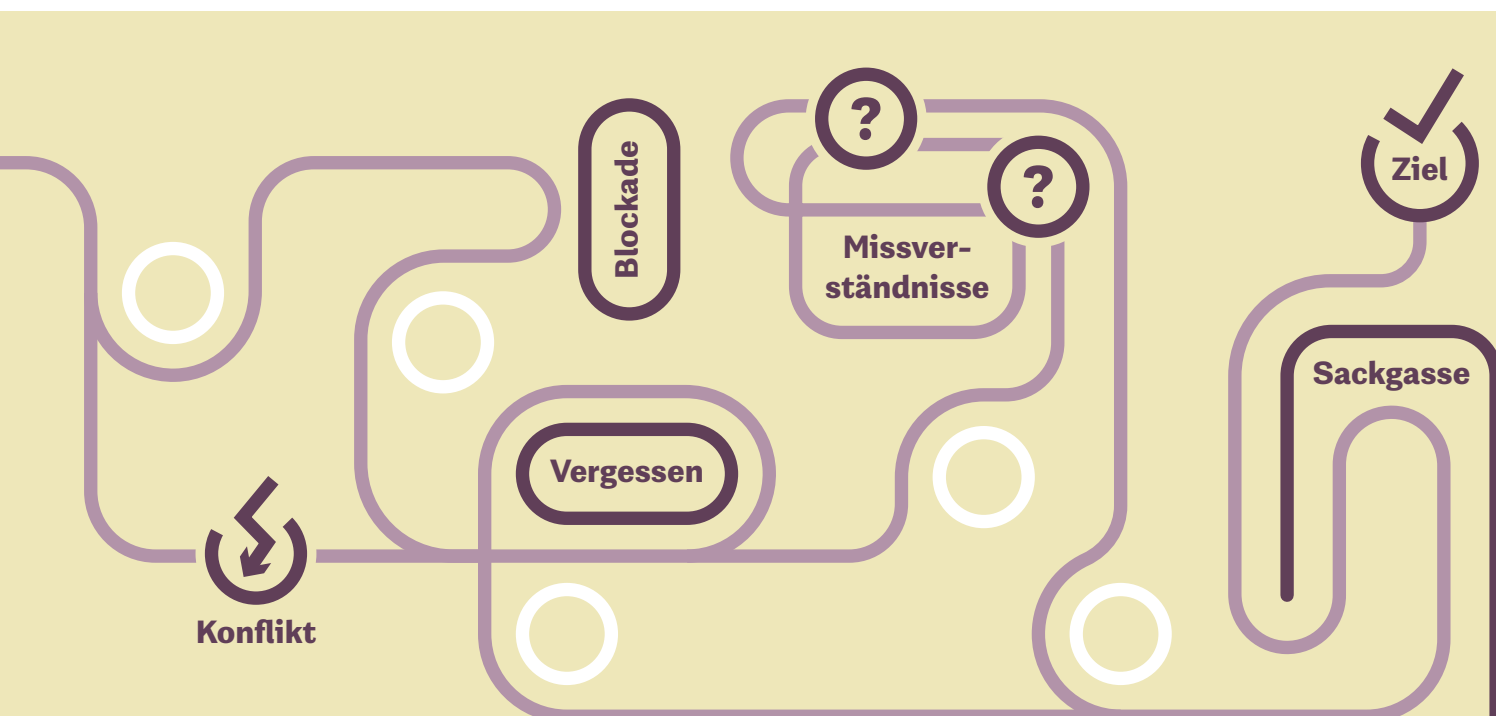 Blockade
?
?
Missver-
ständnisse
Ziel
Sackgasse
Vergessen
Konflikt